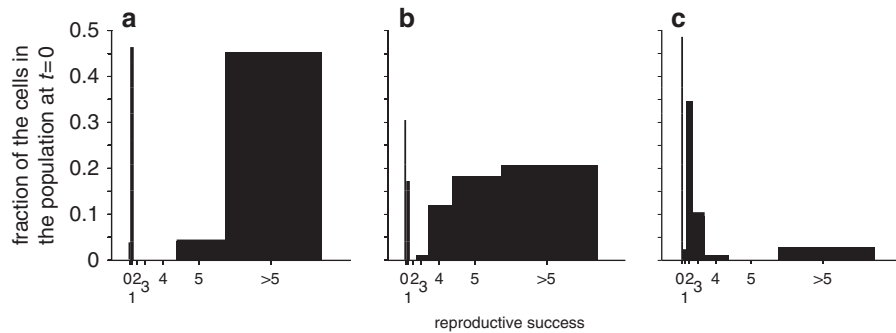 a
b
c
fraction of the cells in
the population at t=0
0.5
0.4
0.3
0.2
0.1
0
0 1 2 3 4 5 >5
0 1 2 3 4 5 >5
0 1 2 3 4 5 >5
reproductive success